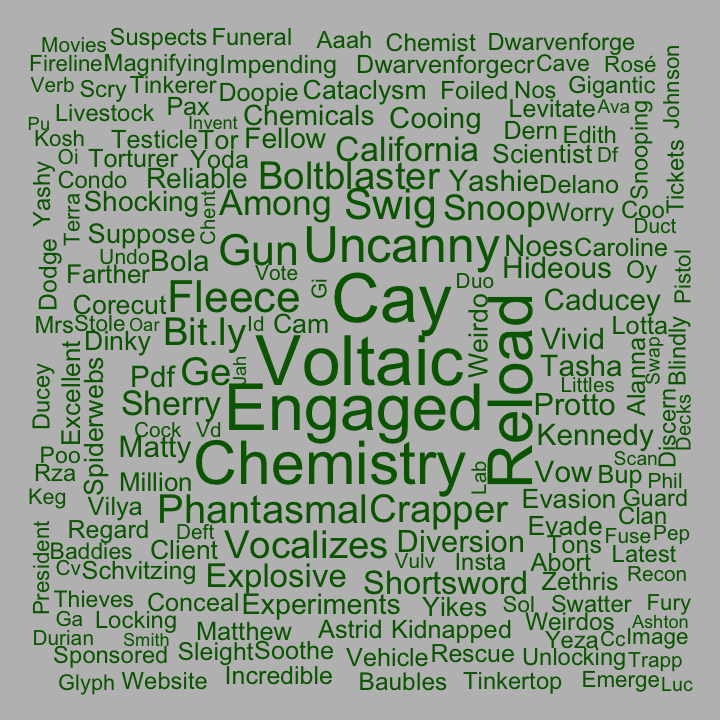 Movies Suspects Funeral Aaah Chemist Dwarvenforge
Fireline Magnifying Impending Dwarvenforgecr Cave Rosé
Verb Scry Tinkerer Doopie Cataclysm Foiled Nos Gigantic Johnson
Livestock Pax Invent Chemicals Cooing Levitate Ava
Pu Kosh Testicle Tor Fellow California Dern Edith Snooping Tickets
Oi Torturer Yoda Scientist Df
Yashy Condo Reliable Boltblaster Yashie Delano
Terra Shocking Chent Among Swig Snoop Worry Coo Duct
Suppose Gun Uncanny Noes Caroline
Dodge Undo Bola Vote Hideous Oy Pistol
Farther Gi Cay Duo
Corecut Fleece Caducey
Mrs Stole Oar Bit.ly Id Cam Weirdo Reload Vivid Lotta Blindly
Dinky Jah Voltaic Swap
Ducey Excellent Pdf Ge Tasha Littles Alanna
Spiderwebs Sherry Engaged Protto Decks
Cock Vd Kennedy Discern
Poo Matty Chemistry Scan
Rza Million Lab Vow Bup Phil
Keg Vilya Phantasmal Crapper Evasion Guard
Regard Deft Evade Clan
President Baddies Client Vocalizes Diversion Tons Fuse Pep
Cv Schvitzing Explosive Vulv Insta Abort Latest
Shortsword Zethris Recon
Thieves Conceal Experiments Yikes Sol Swatter Fury
Ga Locking Matthew Astrid Kidnapped Weirdos Ashton
Durian Smith Yeza Cc Image
Sponsored Sleight Soothe Vehicle Rescue Unlocking Trapp
Glyph Website Incredible Baubles Tinkertop Emerge Luc